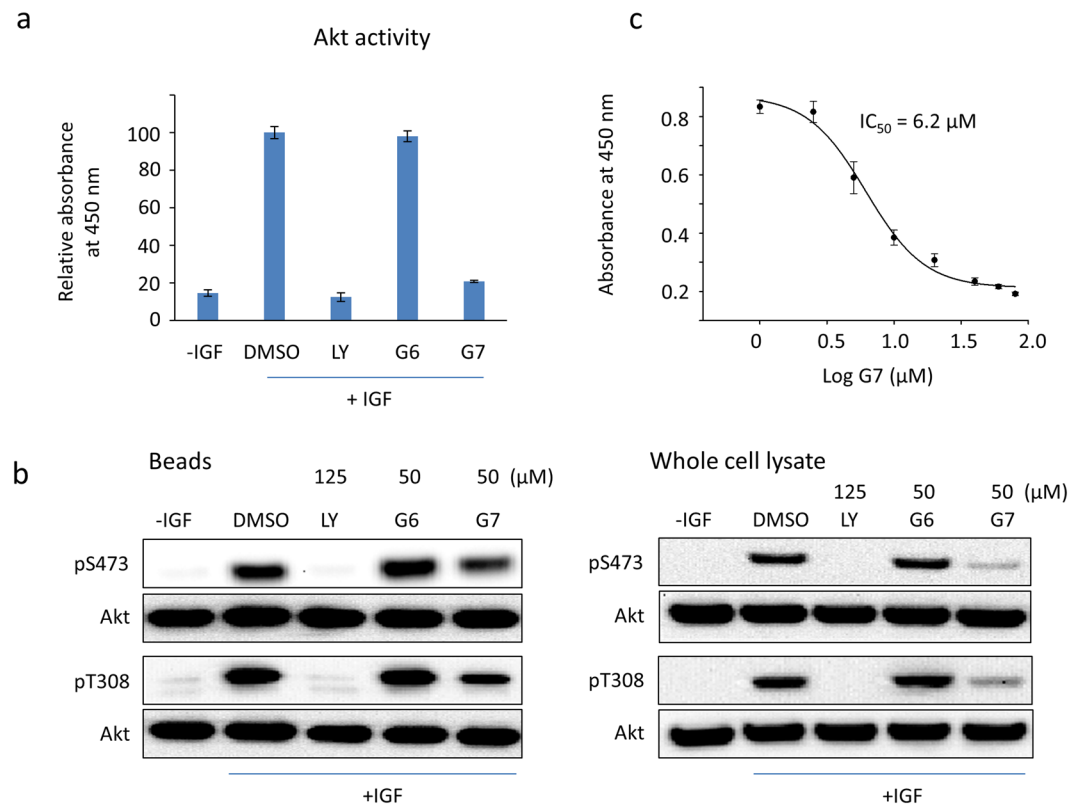 a
Akt activity
Relative absorbance
at 450 nm
100
80
60
40
20
0
-IGF DMSO LY G6 G7
+ IGF
c
Absorbance at 450 nm
IC50 = 6.2 μM
0.8
0.6
0.4
0.2
0 0.5 1.0 1.5 2.0
Log G7 (μM)
b
Beads
125 50 50 (μM)
-IGF DMSO LY G6 G7
pS473
Akt
pT308
Akt
+IGF
Whole cell lysate
125 50 50 (μM)
-IGF DMSO LY G6 G7
pS473
Akt
pT308
Akt
+IGF